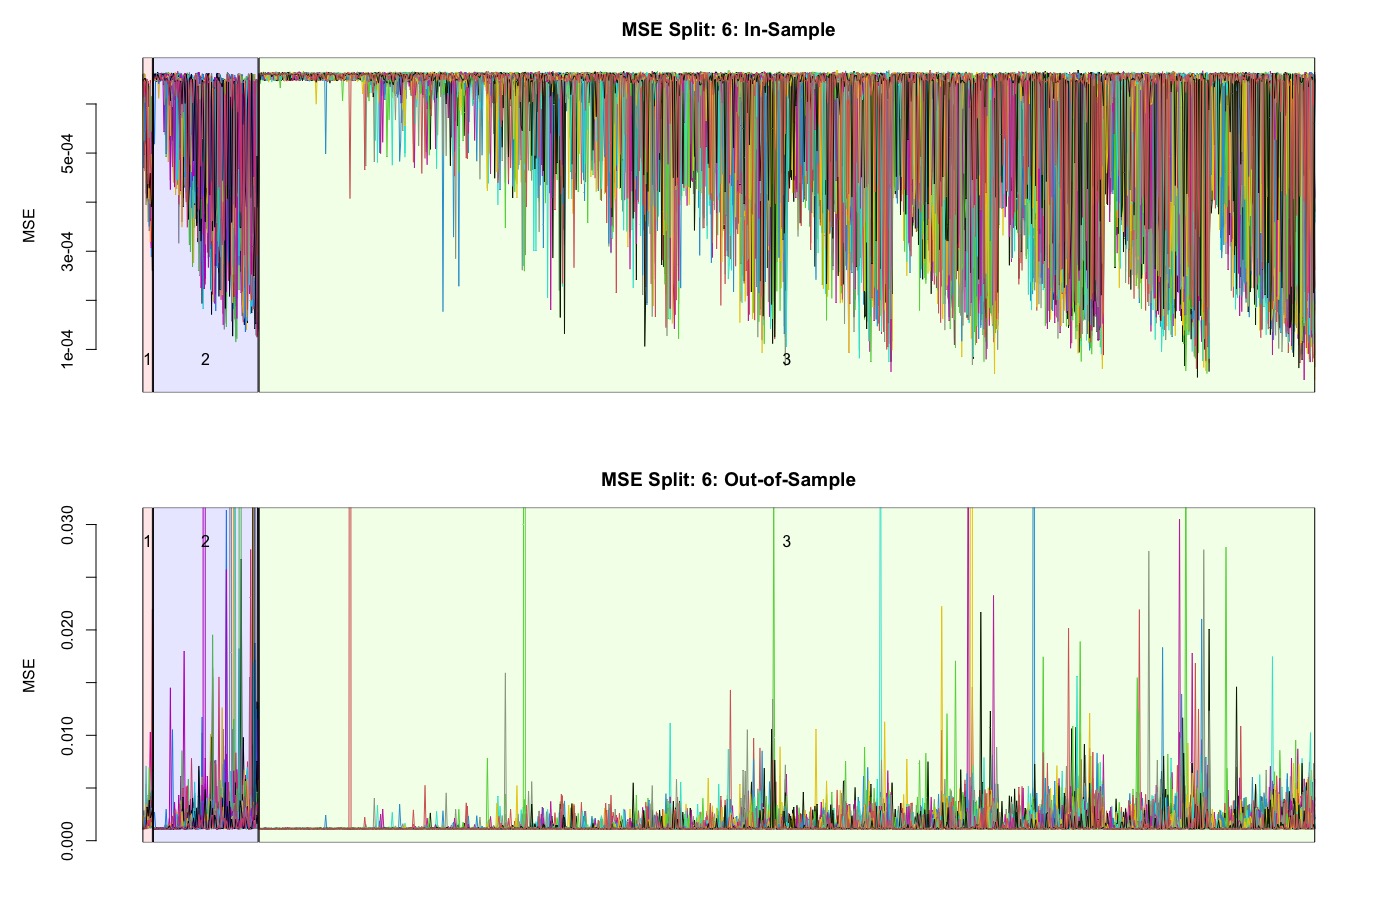 MSE Split: 6: In-Sample
MSE
5e-04
3e-04
1e-04
1
2
3
MSE Split: 6: Out-of-Sample
MSE
0.030
0.020
0.010
0.000
1
2
3